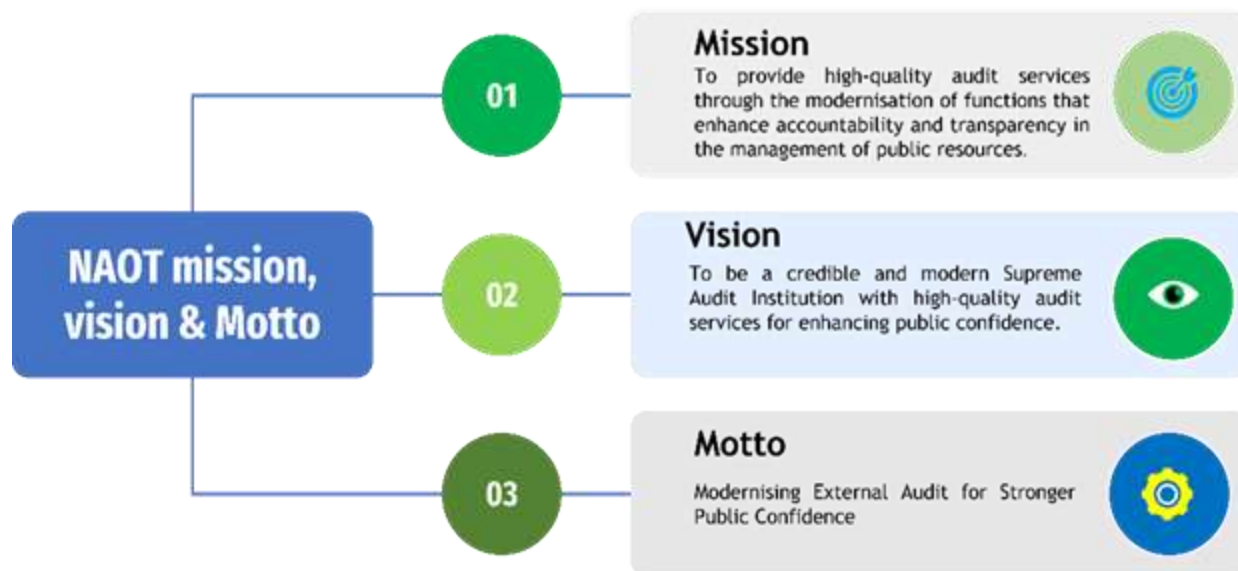 NAOT mission,
vision & Motto
01
Mission
To provide high-quality audit services
through the modernisation of functions that
enhance accountability and transparency in
the management of public resources.
02
Vision
To be a credible and modern Supreme
Audit Institution with high-quality audit
services for enhancing public confidence.
03
Motto
Modernising External Audit for Stronger
Public Confidence